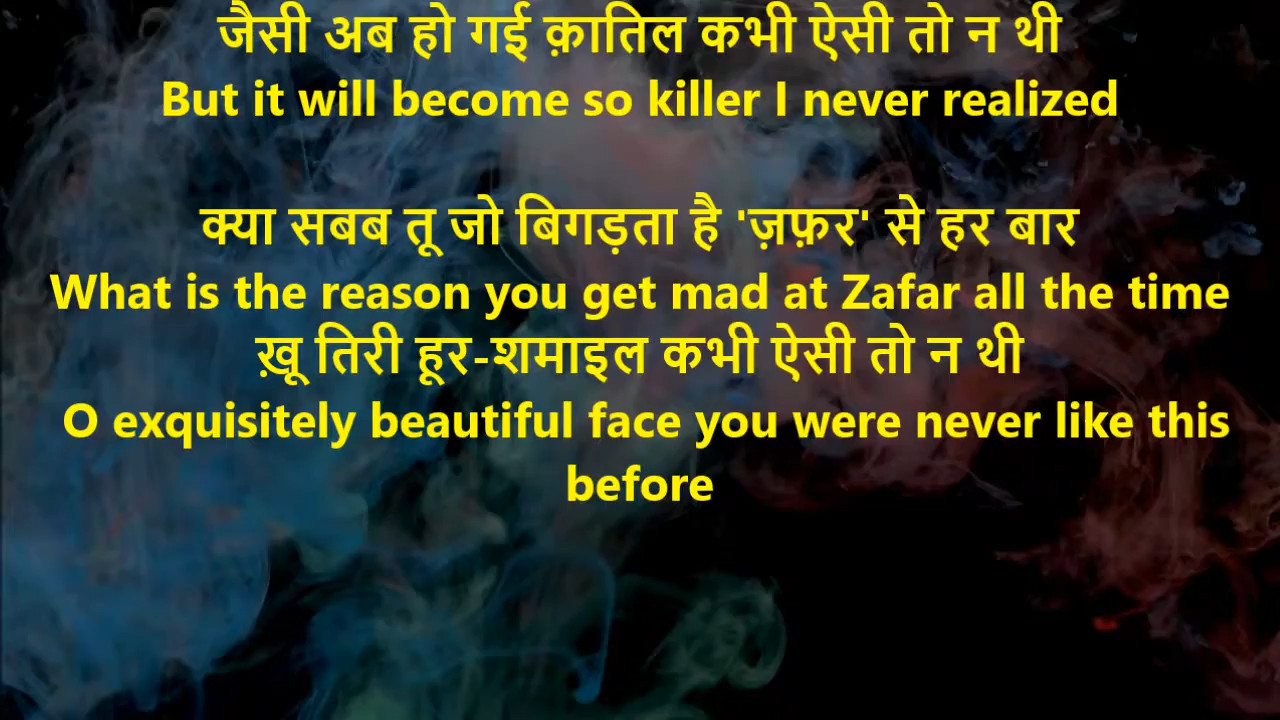 जैसी अब हो गई क़ातिल कभी ऐसी तो न थी
But it will become so killer I never realized
क्या सबब तू जो बिगड़ता है 'ज़फ़र' से हर बार
What is the reason you get mad at Zafar all the time
ख़ू तिरी हूर-शमाइल कभी ऐसी तो न थी
O exquisitely beautiful face you were never like this
before